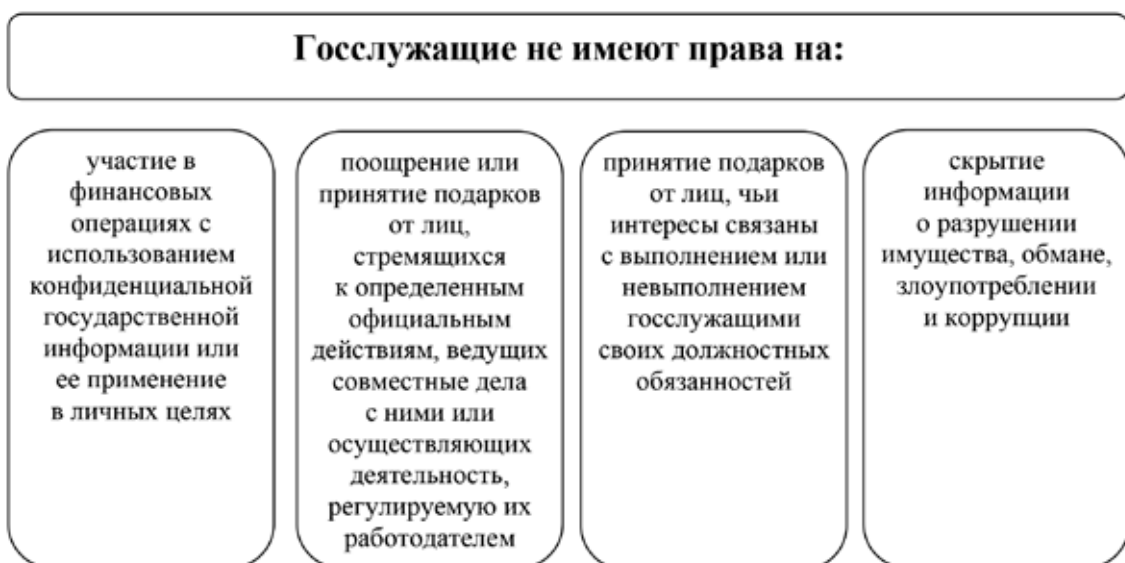 Госслужащие не имеют права на:
участие в
финансовых
операциях с
использованием
конфиденциальной
государственной
информации или
ее применение
в личных целях
поощрение или
принятие подарков
от лиц,
стремящихся
к определенным
официальным
действиям, ведущих
совместные дела
с ними или
осуществляющих
деятельность,
регулируемую их
работодателем
принятие подарков
от лиц, чьи
интересы связаны
с выполнением или
невыполнением
госслужащими
своих должностных
обязанностей
скрытие
информации
о разрушении
имущества, обмане,
злоупотреблении
и коррупции